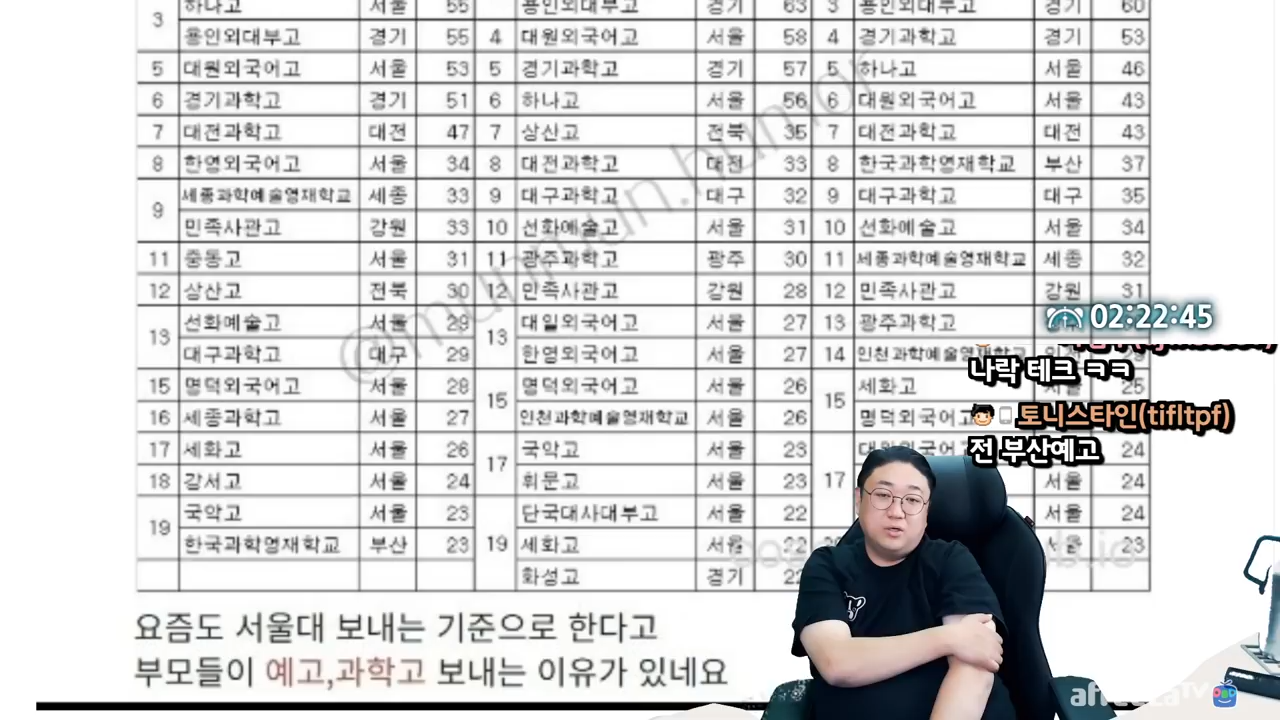 3 하나고 서울 55 용인외대부고 경기 63 3 용인외대부고 경기 60
용인외대부고 경기 55 4 대원외국어고 서울 58 4 경기과학고 경기 53
5 대원외국어고 서울 53 5 경기과학고 경기 57 5 하나고 서울 46
6 경기과학고 경기 51 6 하나고 서울 56 6 대원외국어고 서울 43
7 대전과학고 대전 47 7 상산고 전북 35 7 대전과학고 대전 43
8 한영외국어고 서울 34 8 대전과학고 대전 33 8 한국과학영재학교 부산 37
9 세종과학예술영재학교 세종 33 9 대구과학고 대구 32 9 대구과학고 대구 35
민족사관고 강원 33 10 선화예술고 서울 31 10 선화예술고 서울 34
11 중동고 서울 31 11 광주과학고 광주 30 11 세종과학예술영재학교 세종 32
12 상산고 전북 30 12 민족사관고 강원 28 12 민족사관고 강원 31
13 선화예술고 서울 29 13 대일외국어고 서울 27 13 광주과학고
대구과학고 대구 29 한영외국어고 서울 27 14 인천과학예술영재학교
15 명덕외국어고 서울 28 15 명덕외국어고 서울 26 15 세화고 25
16 세종과학고 서울 27 인천과학예술영재학교 서울 26 명덕외국어고
17 세화고 서울 26 17 국악고 서울 23 17 24
18 강서고 서울 24 휘문고 서울 23 서울 24
19 국악고 서울 23 19 단국대사대부고 서울 22 서울 24
한국과학영재학교 부산 23 세화고 서울 22 서울 23
화성고 경기 22
@munmun.humor
02:22:45
나락 테크 ㅋㅋ
토니스타인(tifltpf)
전 부산예고
요즘도 서울대 보내는 기준으로 한다고
부모들이 예고,과학고 보내는 이유가 있네요
afreecaTV